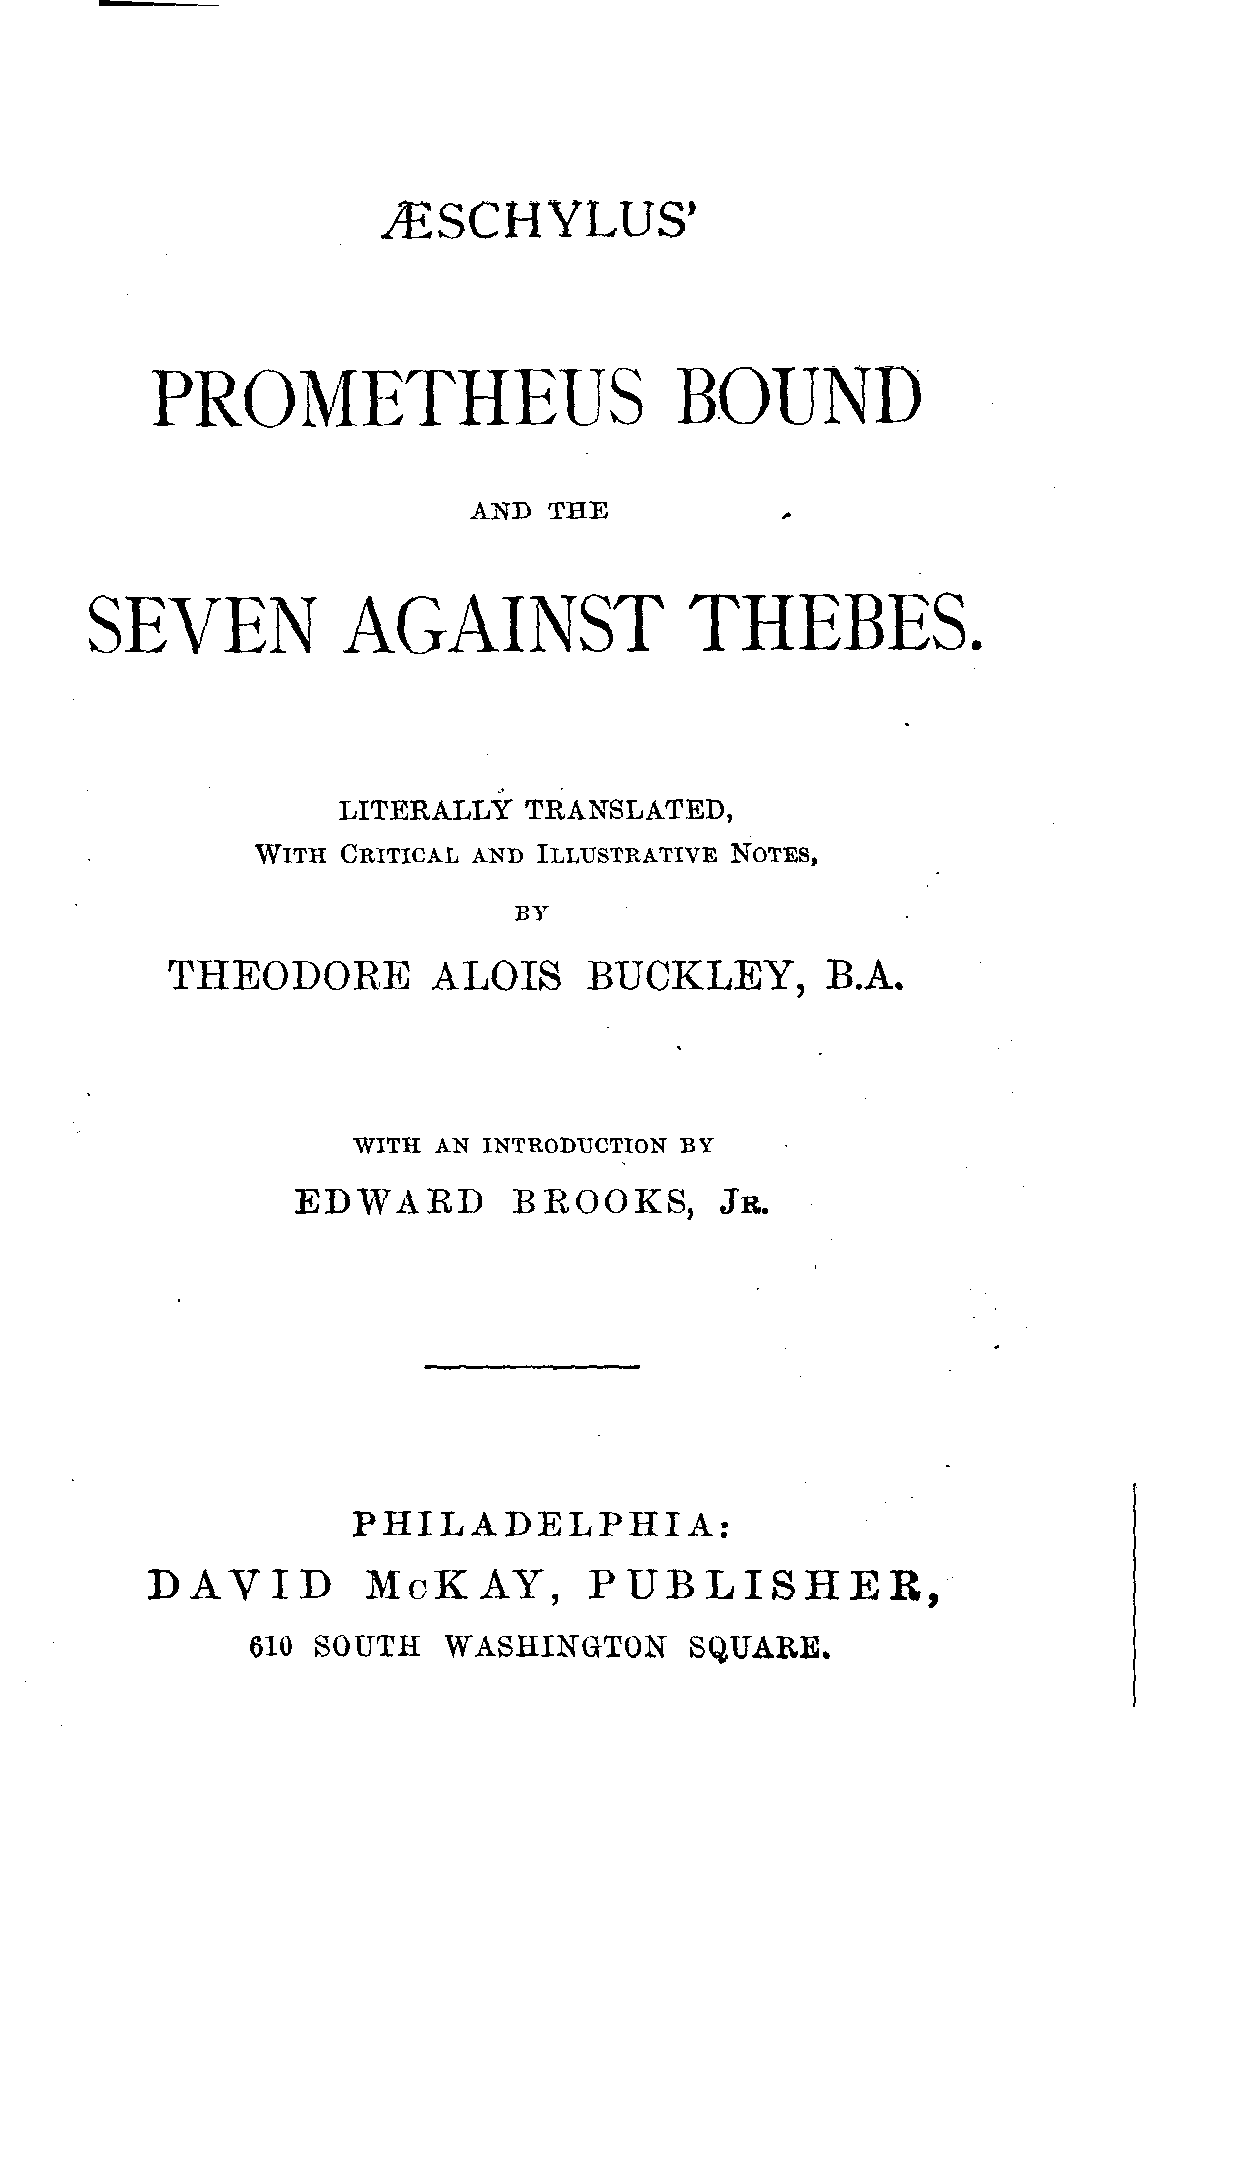 ÆSCHYLUS'
PROMETHEUS BOUND
AND THE
SEVEN AGAINST THEBES.
LITERALLY TRANSLATED,
WITH CRITICAL AND ILLUSTRATIVE NOTES,
BY
THEODORE ALOIS BUCKLEY, B.A.
WITH AN INTRODUCTION BY
EDWARD BROOKS, JR.
PHILADELPHIA:
DAVID McKAY, PUBLISHER,
610 SOUTH WASHINGTON SQUARE.